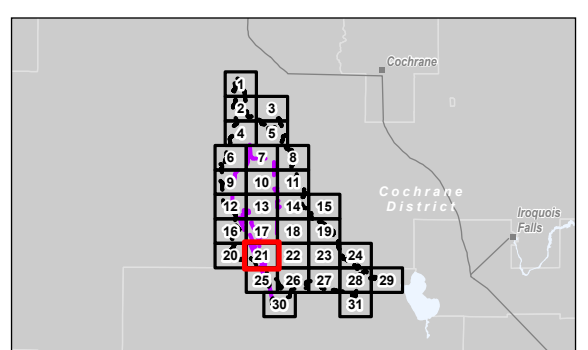 Cochrane
1
2 3
4 5
6 7 8
9 10 11
Cochrane
District
12 13 14 15
Iroquois
Falls
16 17 18 19
20 21 22 23 24
25 26 27 28 29
30 31